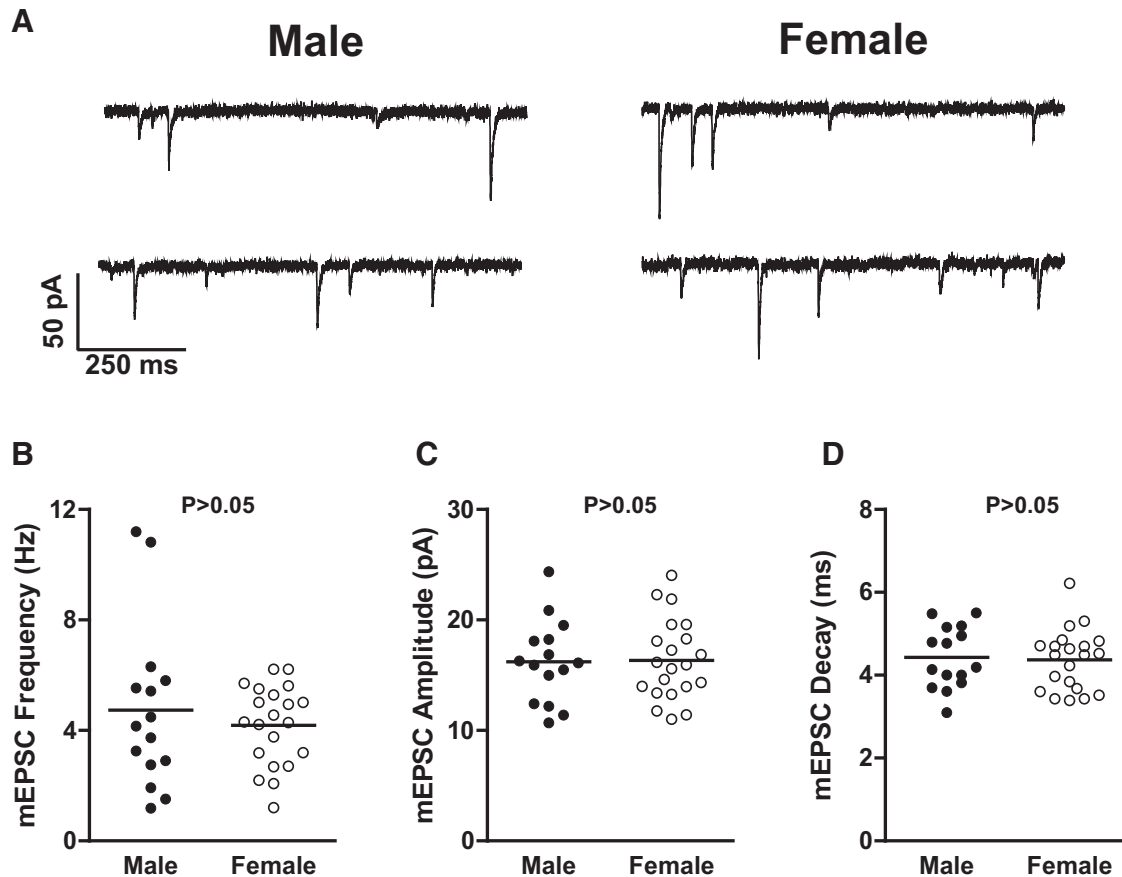 A
Male
Female
50 pA
250 ms
B
C
D
P>0.05
P>0.05
P>0.05
mEPSC Frequency (Hz)
12
8
4
0
Male
Female
mEPSC Amplitude (pA)
30
20
10
0
Male
Female
mEPSC Decay (ms)
8
6
4
2
0
Male
Female